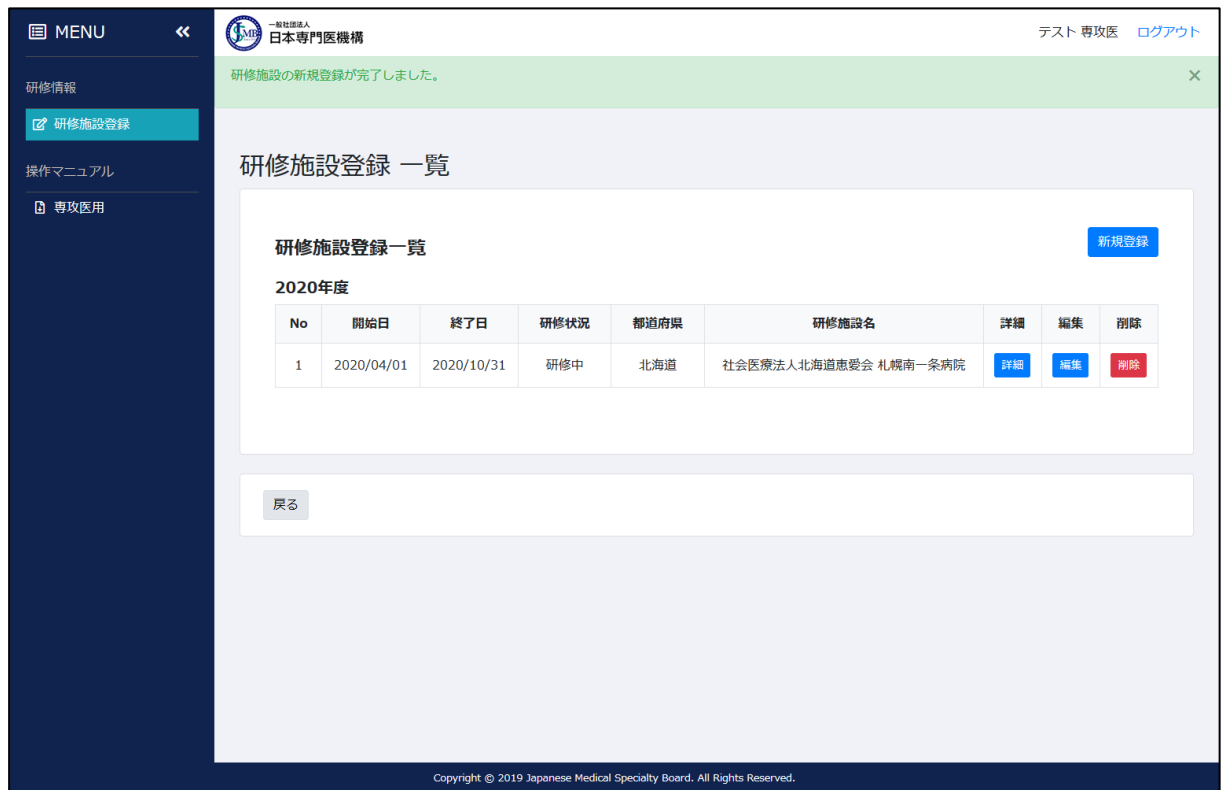 MENU
一般社団法人
日本専門医機構
テスト 専攻医 ログアウト
研修施設の新規登録が完了しました。 ×
研修情報
研修施設登録
操作マニュアル
専攻医用
研修施設登録 一覧
研修施設登録一覧
新規登録
2020年度
No 開始日 終了日 研修状況 都道府県 研修施設名 詳細 編集 削除
1 2020/04/01 2020/10/31 研修中 北海道 社会医療法人北海道恵愛会 札幌南一条病院 詳細 編集 削除
戻る
Copyright © 2019 Japanese Medical Specialty Board. All Rights Reserved.